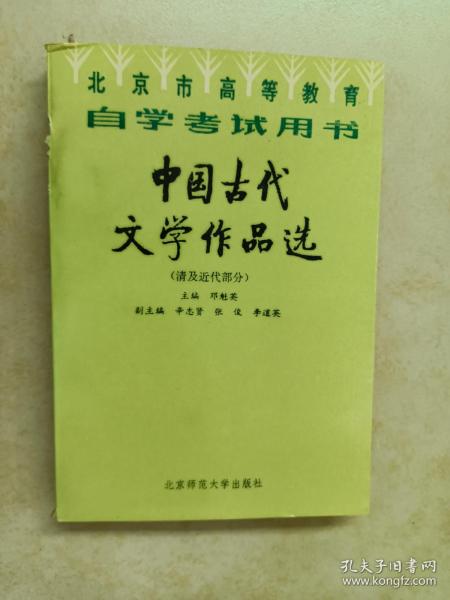 北京市高等教育
自学考试用书
中国古代
文学作品选
（清及近代部分）
主编 邓魁英
副主编 辛志贤 张俊 李道英
北京师范大学出版社
孔夫子旧书网
www.kongfz.com